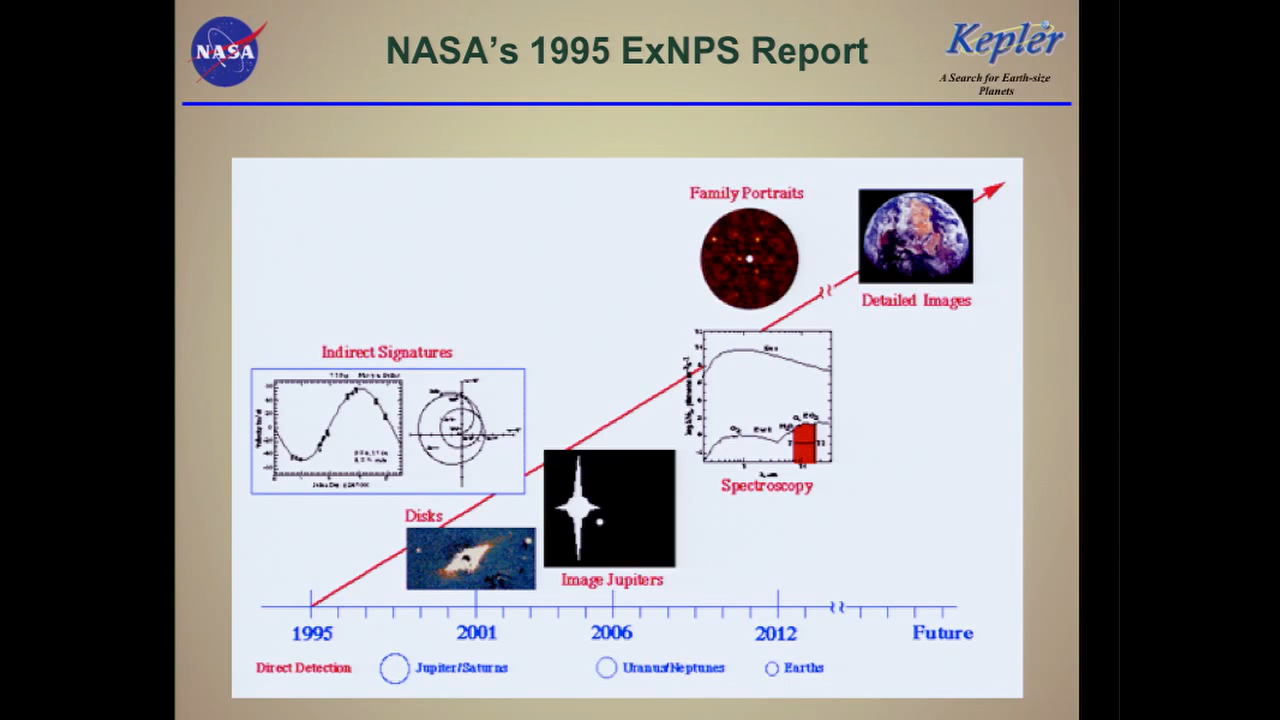 NASA
NASA's 1995 ExNPS Report
Kepler
A Search for Earth-size
Planets
Family Portraits
Detailed Images
Indirect Signatures
Sun
Disks
Spectroscopy
Image Jupiters
1995
2001
2006
2012
Future
Direct Detection
Jupiter/Saturns
Uranus/Neptunes
Earths